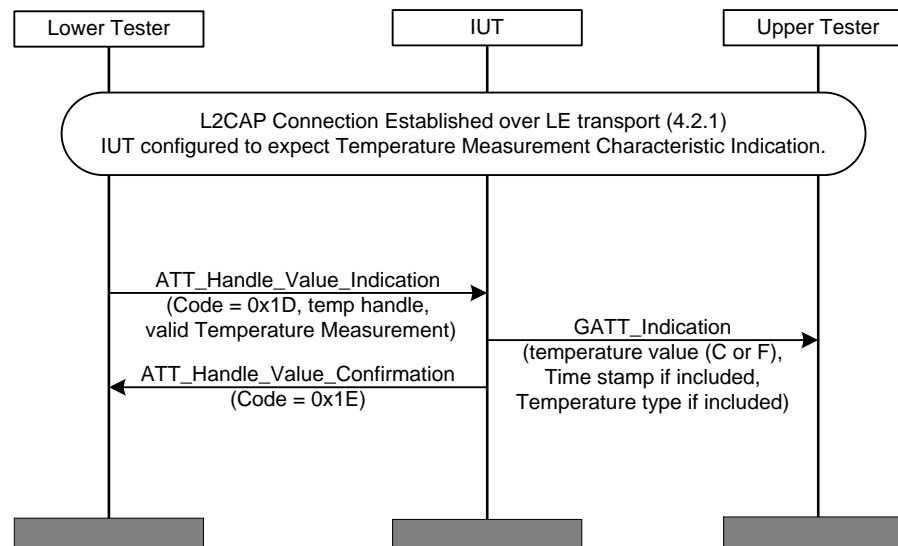 Lower Tester
IUT
Upper Tester
L2CAP Connection Established over LE transport (4.2.1)
IUT configured to expect Temperature Measurement Characteristic Indication.
ATT_Handle_Value_Indication
(Code = 0x1D, temp handle,
valid Temperature Measurement)
GATT_Indication
(temperature value (C or F),
Time stamp if included,
Temperature type if included)
ATT_Handle_Value_Confirmation
(Code = 0x1E)